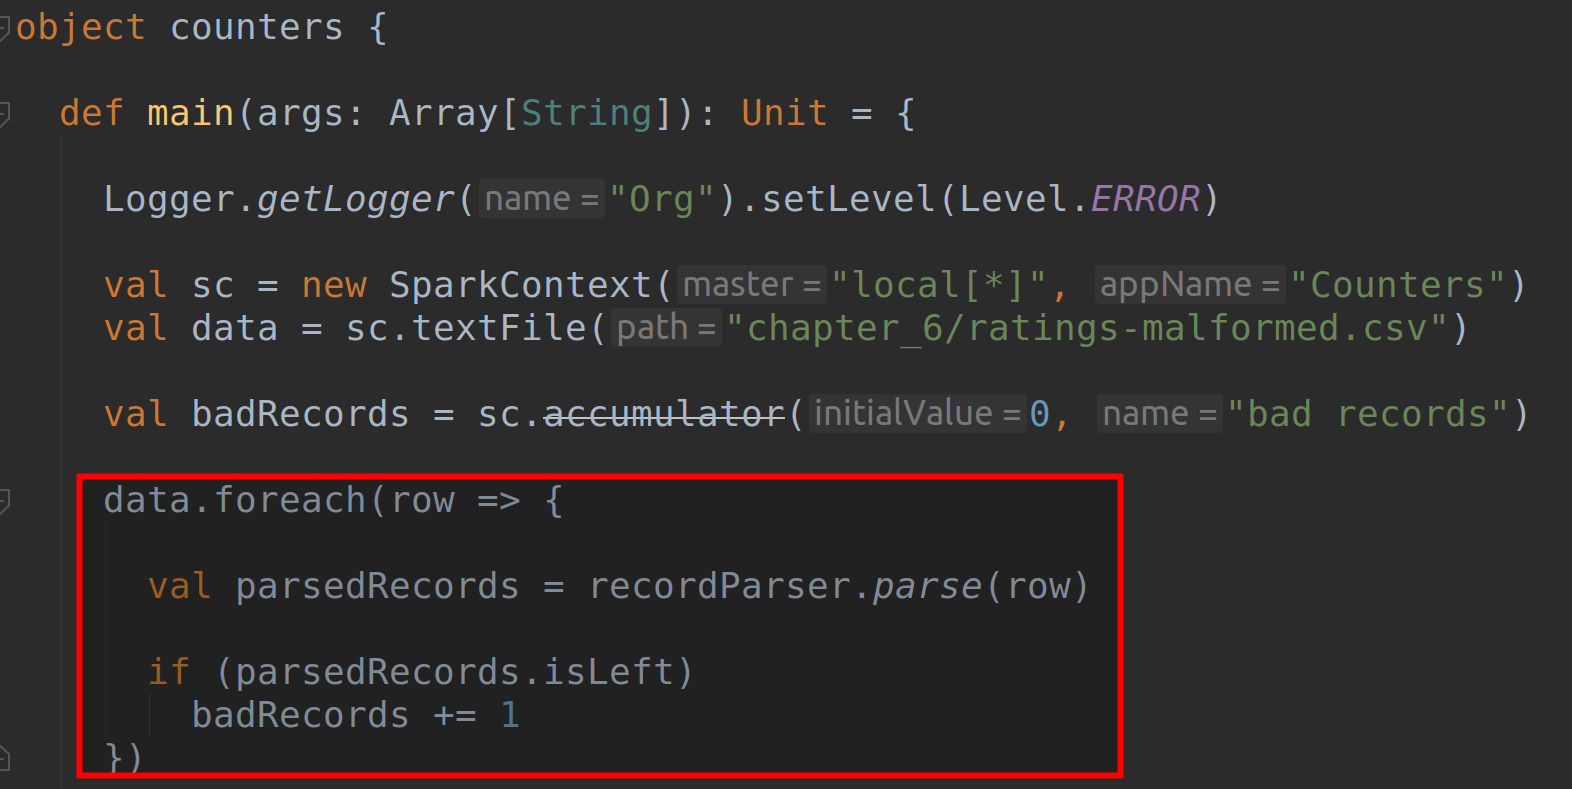 object counters {
def main(args: Array[String]): Unit = {
Logger.getLogger( name = "Org").setLevel(Level.ERROR)
val sc = new SparkContext( master = "local[*]", appName = "Counters")
val data = sc.textFile( path = "chapter_6/ratings-malformed.csv")
val badRecords = sc.accumulator( initialValue = 0, name = "bad records")
data.foreach(row => {
val parsedRecords = recordParser.parse(row)
if (parsedRecords.isLeft)
badRecords += 1
})